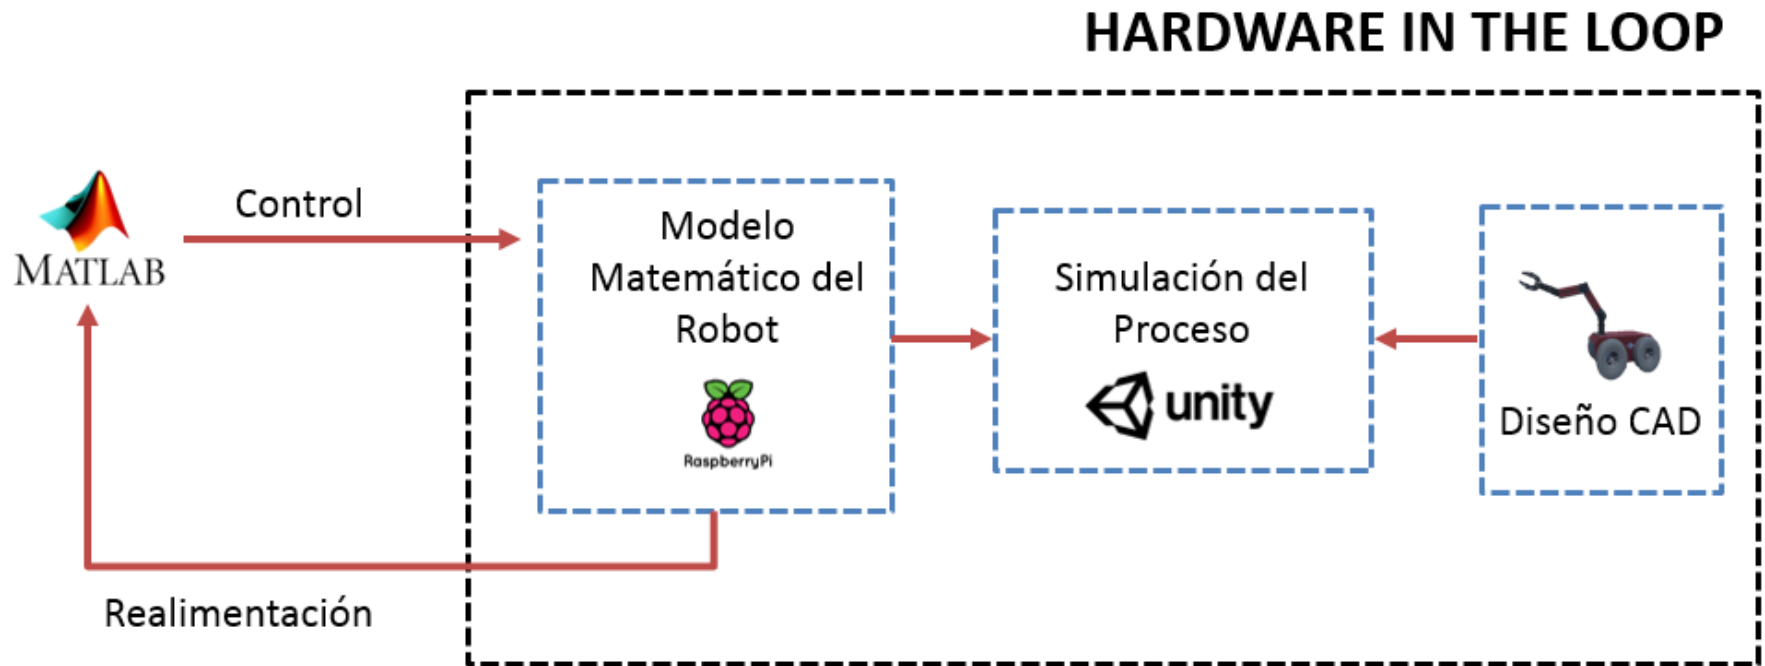 HARDWARE IN THE LOOP
MATLAB
Control
Modelo
Matemático del
Robot
RaspberryPi
Simulación del
Proceso
unity
Diseño CAD
Realimentación